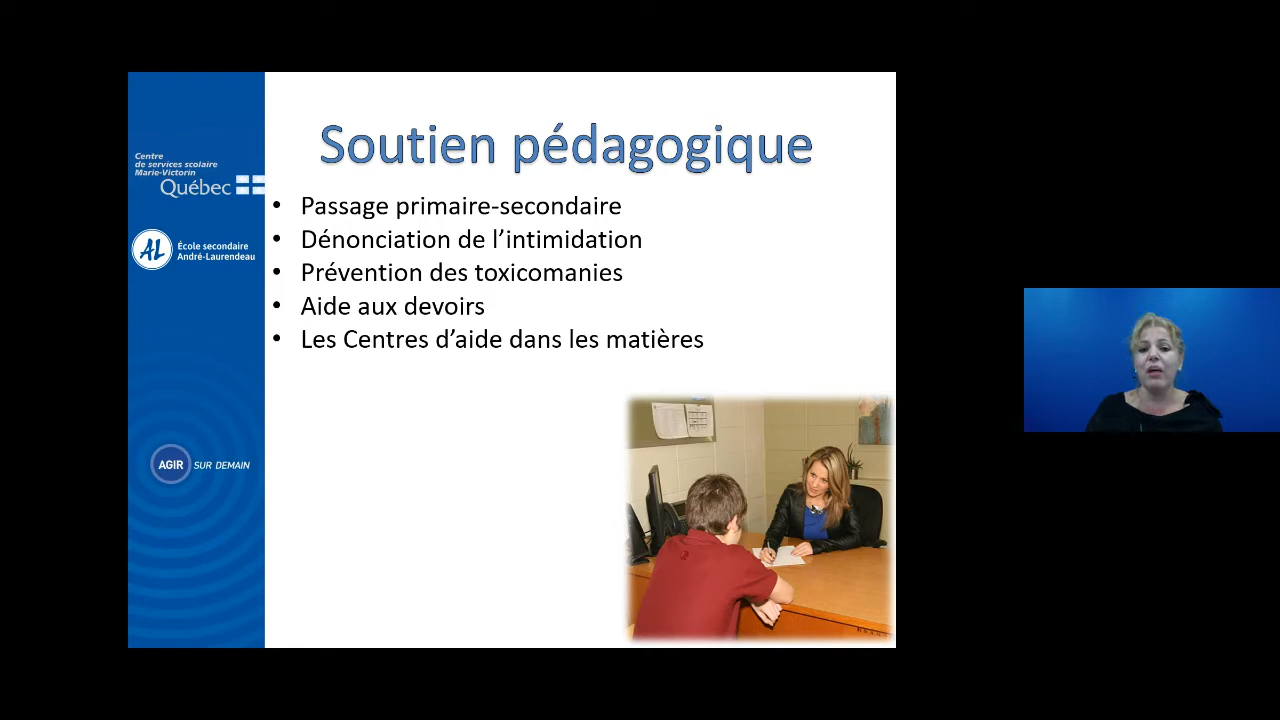 Soutien pédagogique
Centre
de services scolaire
Marie-Victorin
Québec
AL
École secondaire
André-Laurendeau
AGIR SUR DEMAIN
• Passage primaire-secondaire
• Dénonciation de l’intimidation
• Prévention des toxicomanies
• Aide aux devoirs
• Les Centres d’aide dans les matières